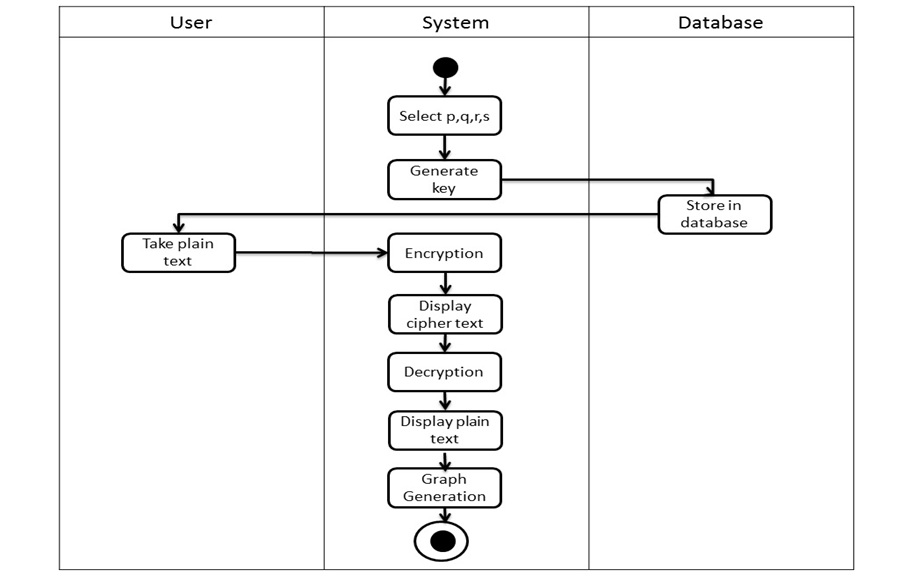 User
System
Database
Select p,q,r,s
Generate
key
Store in
database
Take plain
text
Encryption
Display
cipher text
Decryption
Display plain
text
Graph
Generation